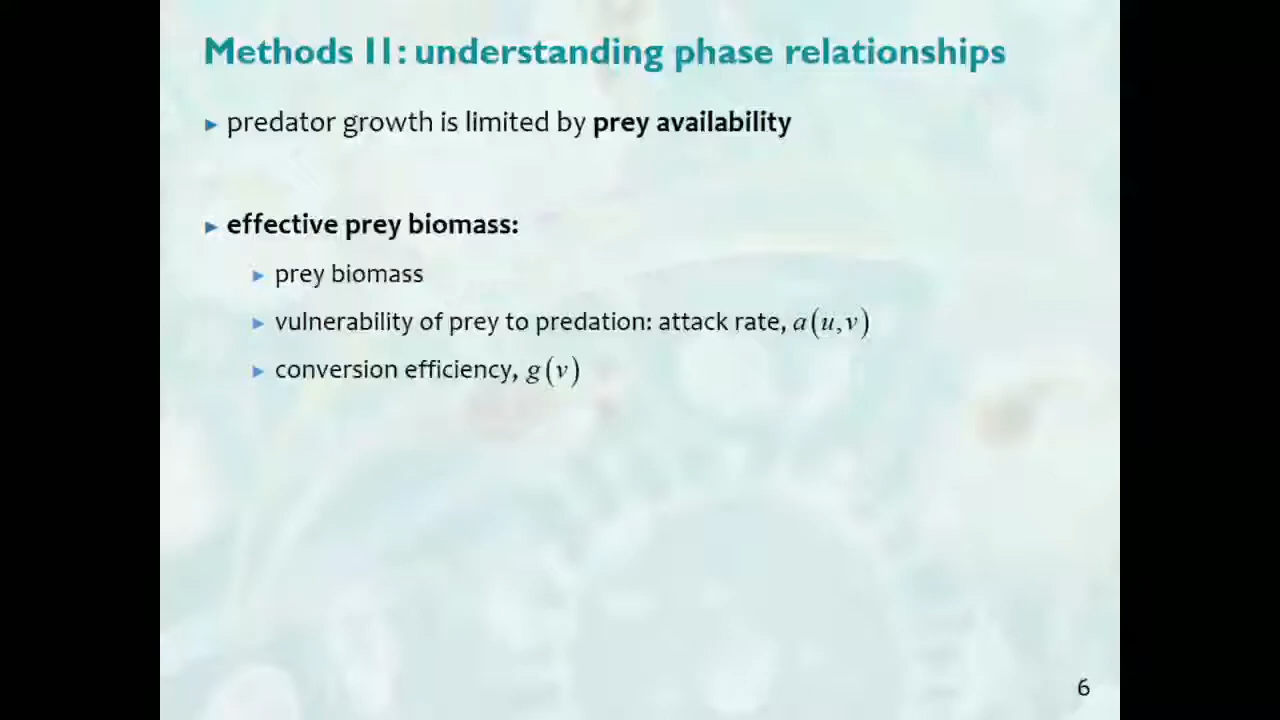 Methods II: understanding phase relationships
▸ predator growth is limited by prey availability
▸ effective prey biomass:
▸ prey biomass
▸ vulnerability of prey to predation: attack rate, a(u,v)
▸ conversion efficiency, g(v)
6